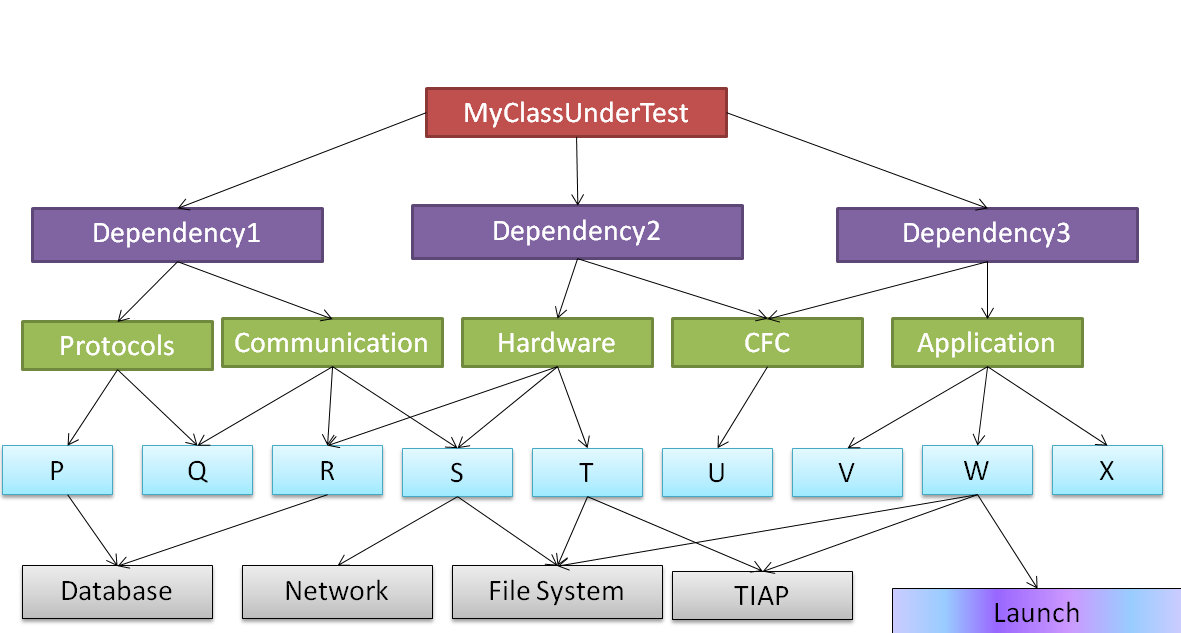 MyClassUnderTest
Dependency1
Dependency2
Dependency3
Protocols
Communication
Hardware
CFC
Application
P
Q
R
S
T
U
V
W
X
Database
Network
File System
TIAP
Launch